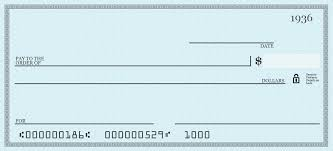 1936
DATE
PAY TO THE
ORDER OF
$
DOLLARS
FOR
⑆000000186⑆ 000000529⑈ 1000